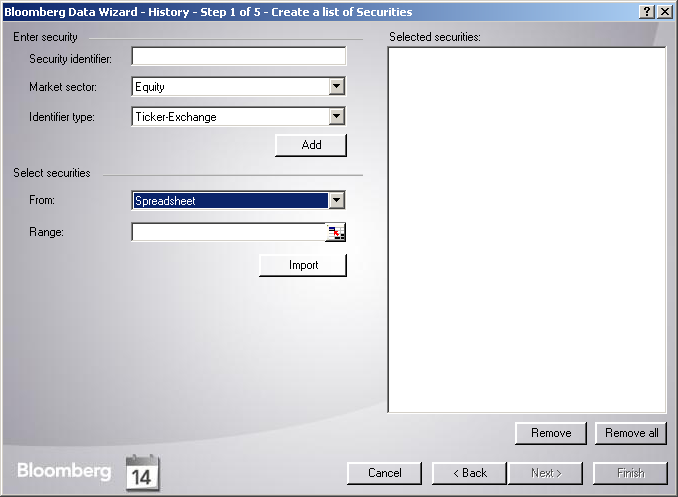 Bloomberg Data Wizard - History - Step 1 of 5 - Create a list of Securities
Enter security
Security identifier:
Market sector: Equity
Identifier type: Ticker-Exchange
Add
Select securities
From: Spreadsheet
Range:
Import
Selected securities:
Remove Remove all
Bloomberg 14
Cancel < Back Next > Finish